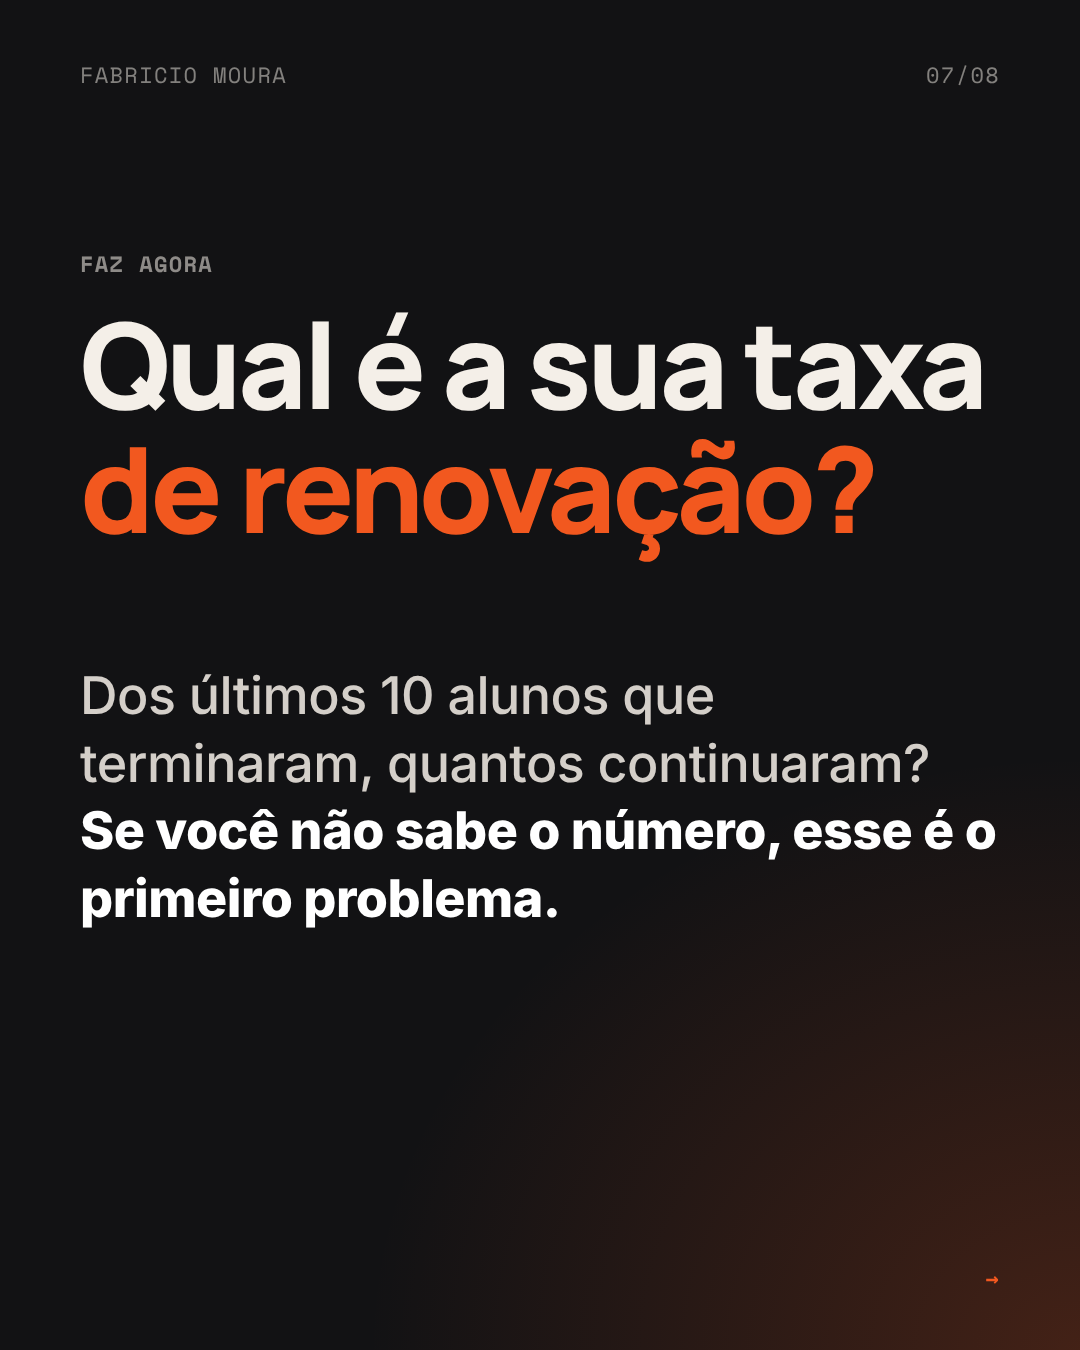 FABRICIO MOURA
07/08
FAZ AGORA
Qual é a sua taxa
de renovação?
Dos últimos 10 alunos que
terminaram, quantos continuaram?
Se você não sabe o número, esse é o
primeiro problema.
→